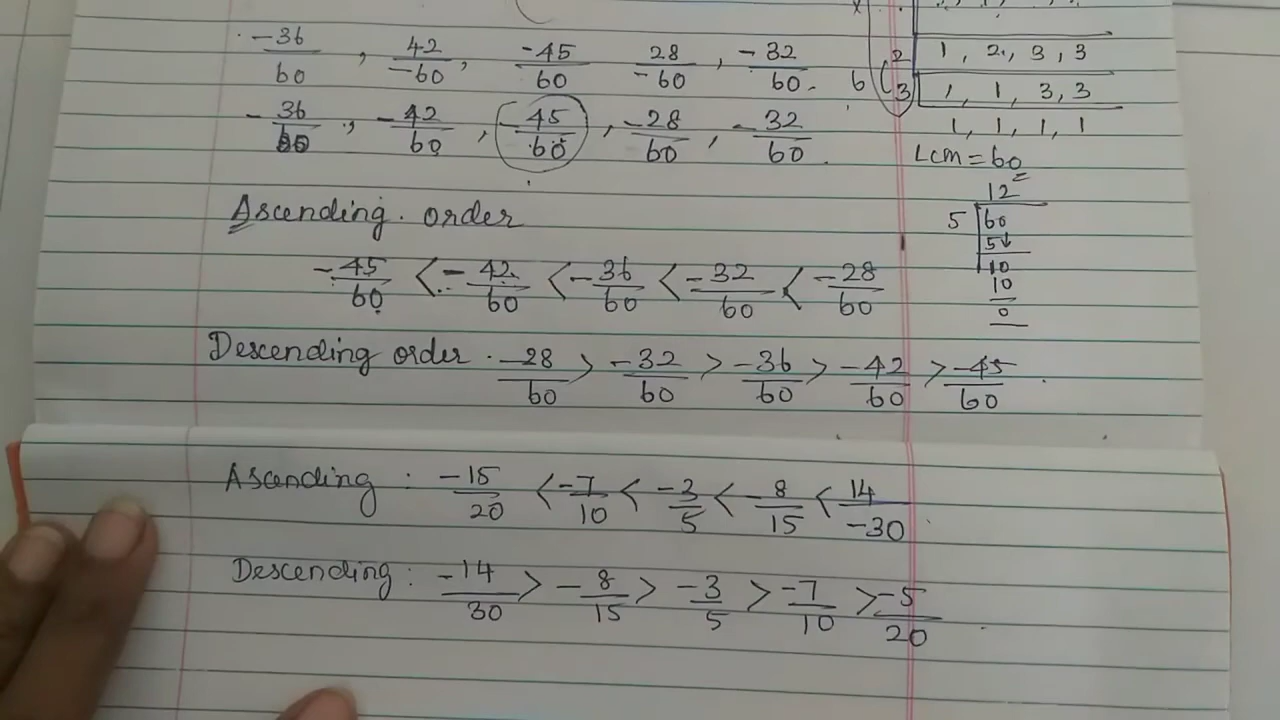 -36/60 , 42/-60 , -45/60 28/-60 , -32/60 .
-36/60 , -42/60 , -45/60 , -28/60 , -32/60 .
2 1, 2, 3, 3
6 3 1, 1, 3, 3
1, 1, 1, 1
Lcm = 60
12
5 60
5↓
10
10
0
Ascending order
-45/60 < -42/60 < -36/60 < -32/60 < -28/60
Descending order . -28/60 > -32/60 > -36/60 > -42/60 > -45/60 .
Ascending : -15/20 < -7/10 < -3/5 < -8/15 < 14/-30 .
Descending : -14/30 > -8/15 > -3/5 > -7/10 > -5/20 .